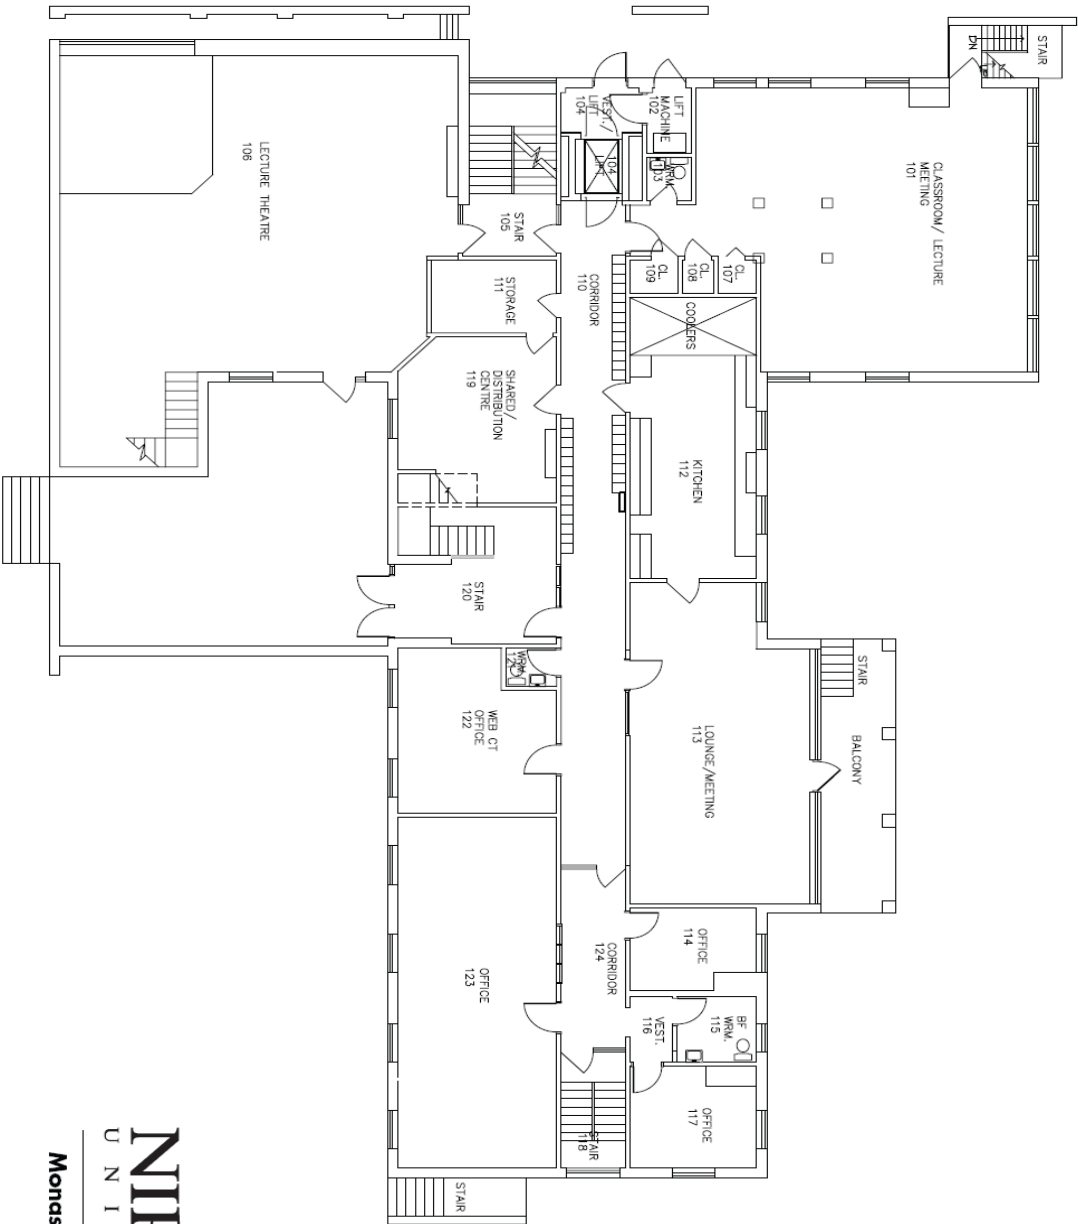 STAIR
DN
CLASSROOM/ LECTURE
MEETING
101
LIFT
MACHINE
102
VEST./
LIFT
104
104
LIFT
WRM.
103
CL.
107
CL.
108
CL.
109
STAIR
105
LECTURE THEATRE
106
CORRIDOR
110
STORAGE
111
COOLERS
SHARED/
DISTRIBUTION
CENTRE
119
KITCHEN
112
STAIR
120
WRM.
WEB CT
OFFICE
122
LOUNGE/MEETING
113
STAIR
BALCONY
OFFICE
114
CORRIDOR
124
OFFICE
123
BF
WRM.
115
VEST.
116
OFFICE
117
STAIR
118
STAIR